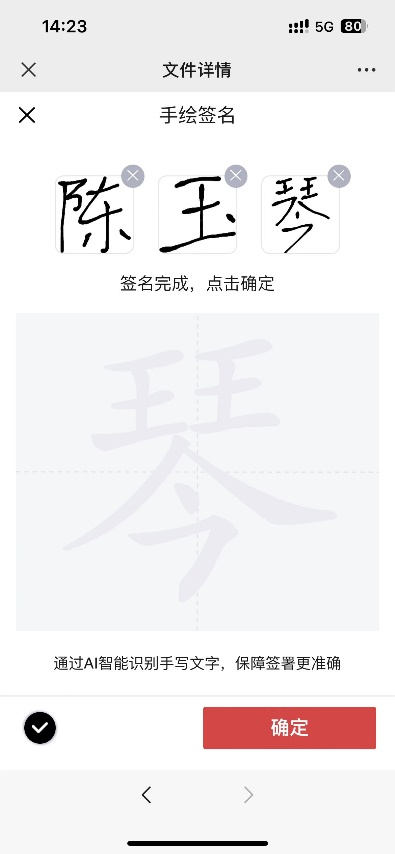 14:23 5G 80
文件详情
手绘签名
陈玉琴
签名完成，点击确定
琴
通过AI智能识别手写文字，保障签署更准确
确定